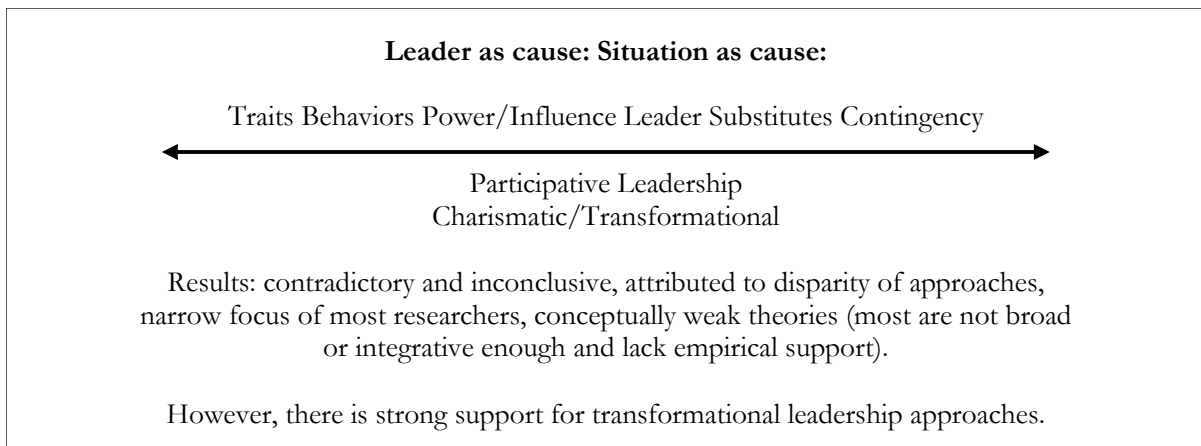 Leader as cause: Situation as cause:
Traits Behaviors Power/Influence Leader Substitutes Contingency
Participative Leadership
Charismatic/Transformational
Results: contradictory and inconclusive, attributed to disparity of approaches,
narrow focus of most researchers, conceptually weak theories (most are not broad
or integrative enough and lack empirical support).
However, there is strong support for transformational leadership approaches.